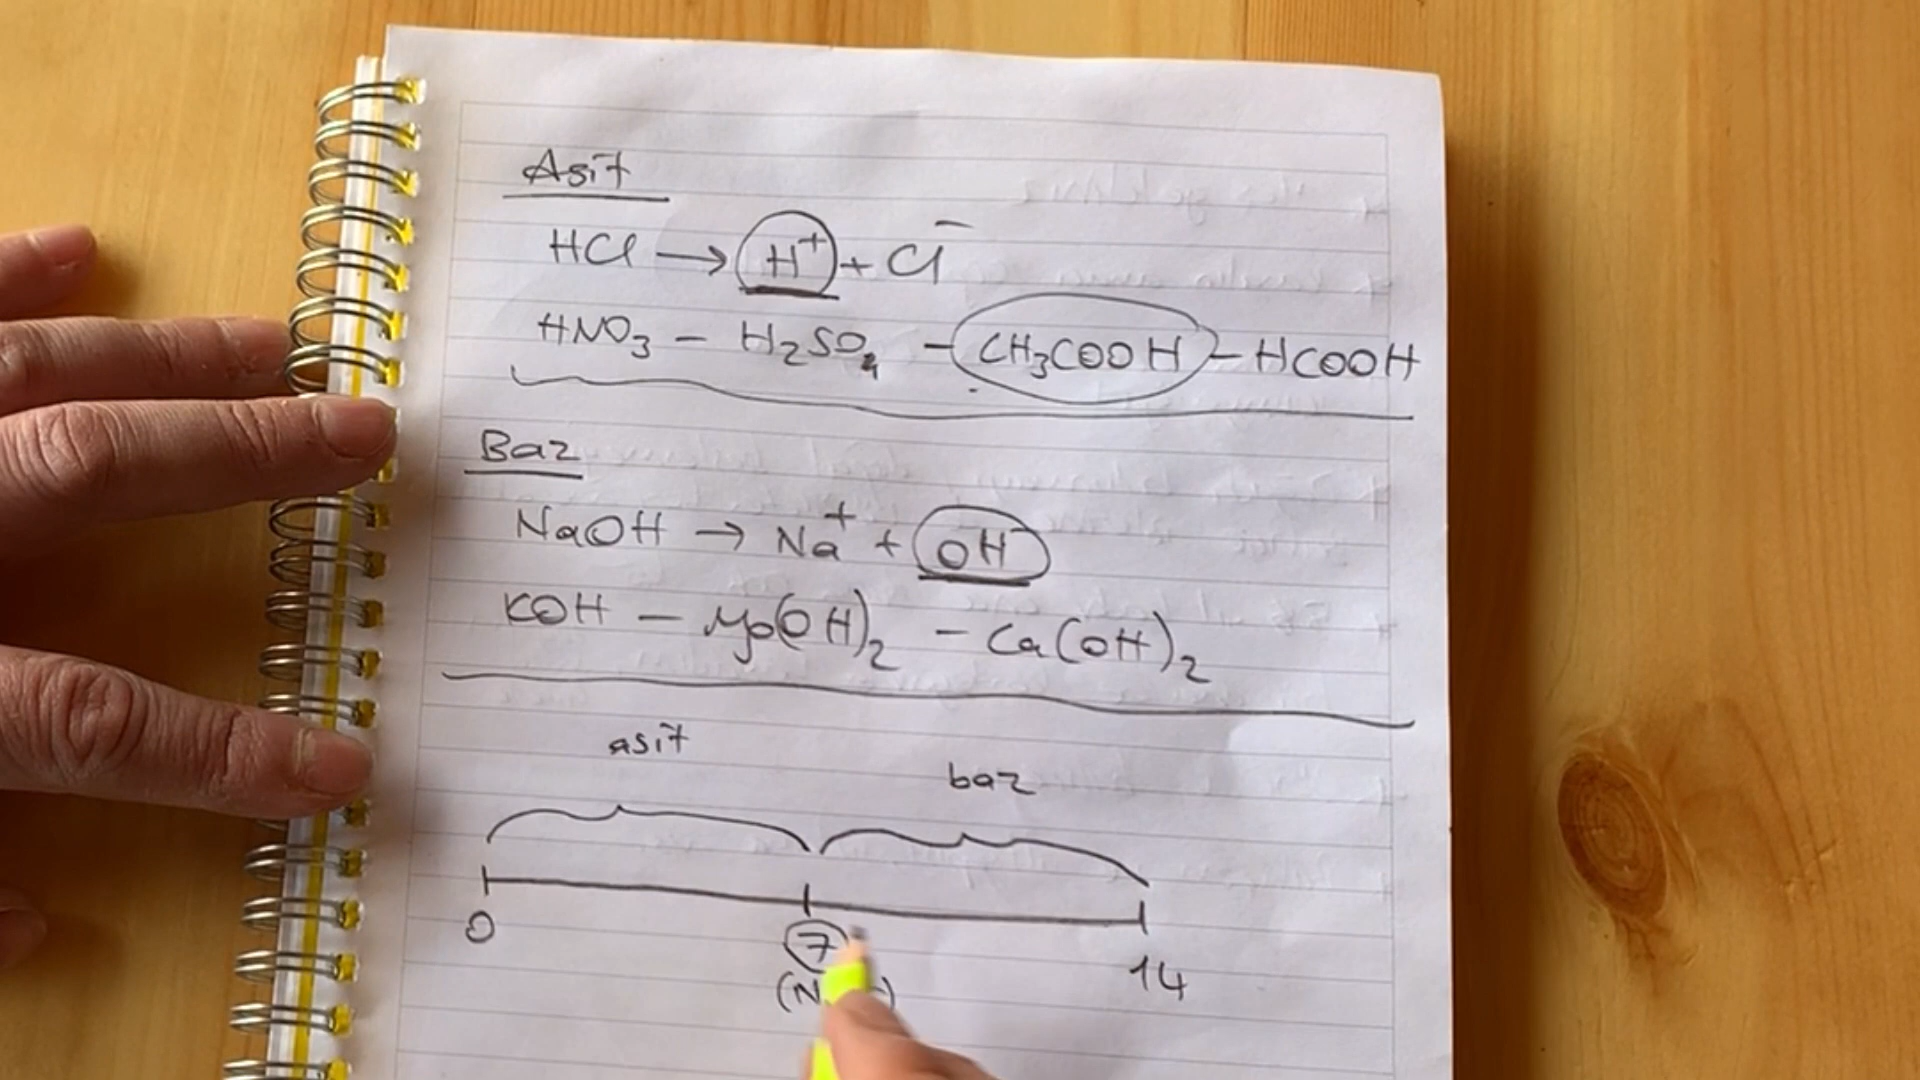 Asit
HCl → H⁺ + Cl⁻
HNO₃ — H₂SO₄ — CH₃COOH — HCOOH
Baz
NaOH → Na⁺ + OH⁻
KOH — Mg(OH)₂ — Ca(OH)₂
asit
baz
0 7 14